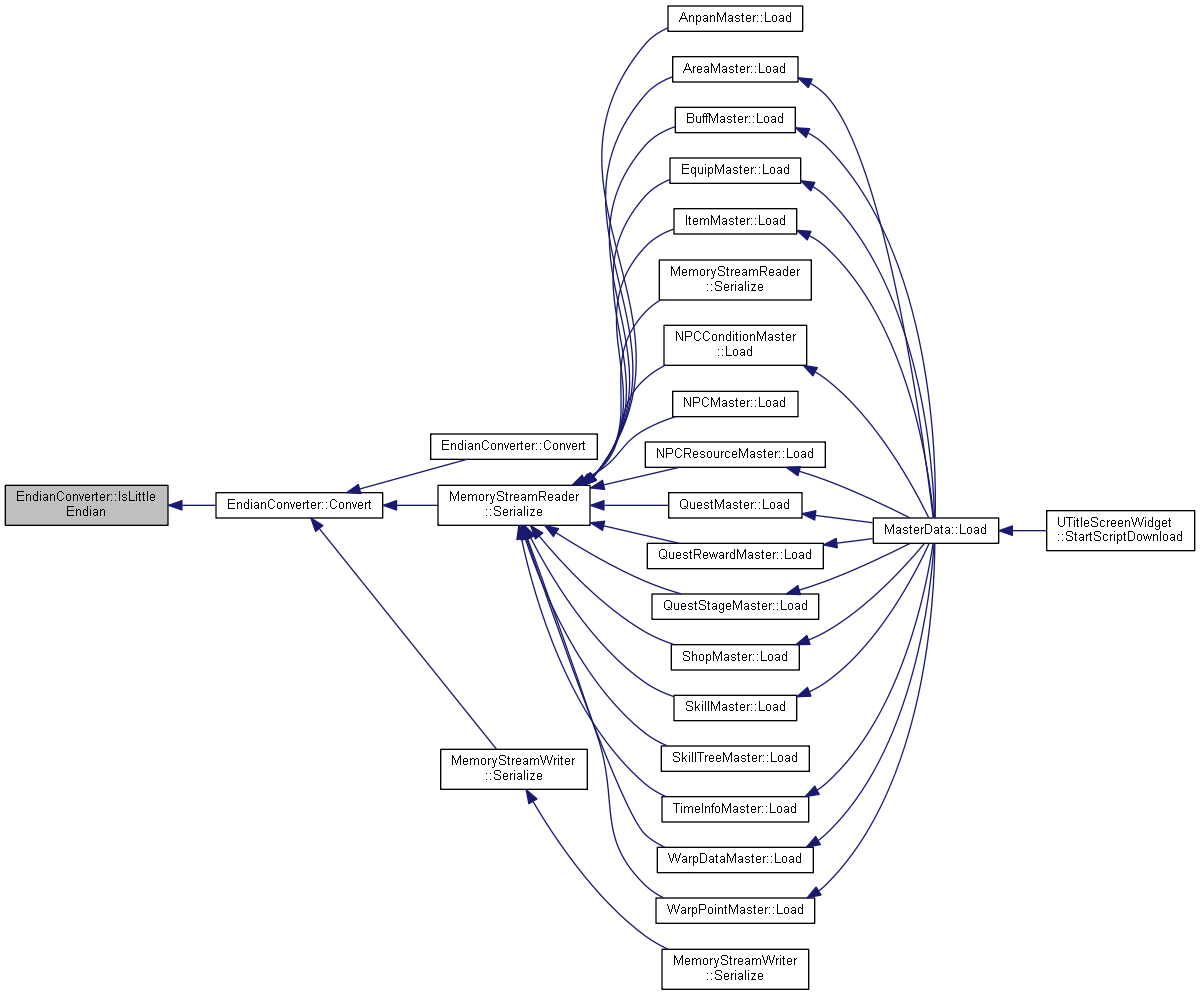 AnpanMaster::Load
AreaMaster::Load
BuffMaster::Load
EquipMaster::Load
ItemMaster::Load
MemoryStreamReader
::Serialize
NPCConditionMaster
::Load
NPCMaster::Load
EndianConverter::Convert
NPCResourceMaster::Load
EndianConverter::IsLittle
Endian
EndianConverter::Convert
MemoryStreamReader
::Serialize
QuestMaster::Load
MasterData::Load
UTitleScreenWidget
::StartScriptDownload
QuestRewardMaster::Load
QuestStageMaster::Load
ShopMaster::Load
SkillMaster::Load
MemoryStreamWriter
::Serialize
SkillTreeMaster::Load
TimeInfoMaster::Load
WarpDataMaster::Load
WarpPointMaster::Load
MemoryStreamWriter
::Serialize